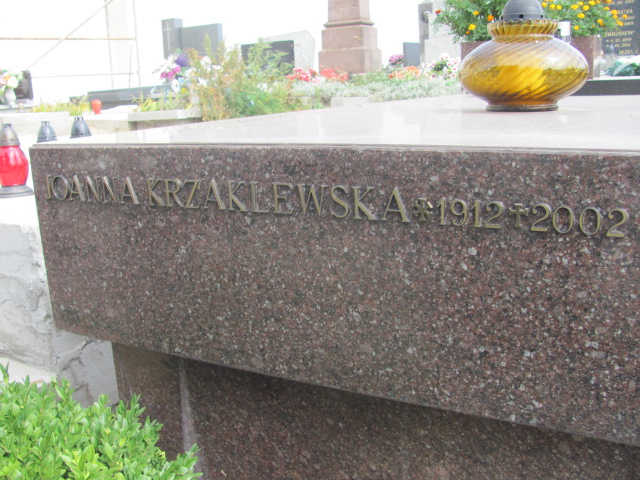 JOANNA KRZAKLEWSKA * 1912 † 2002